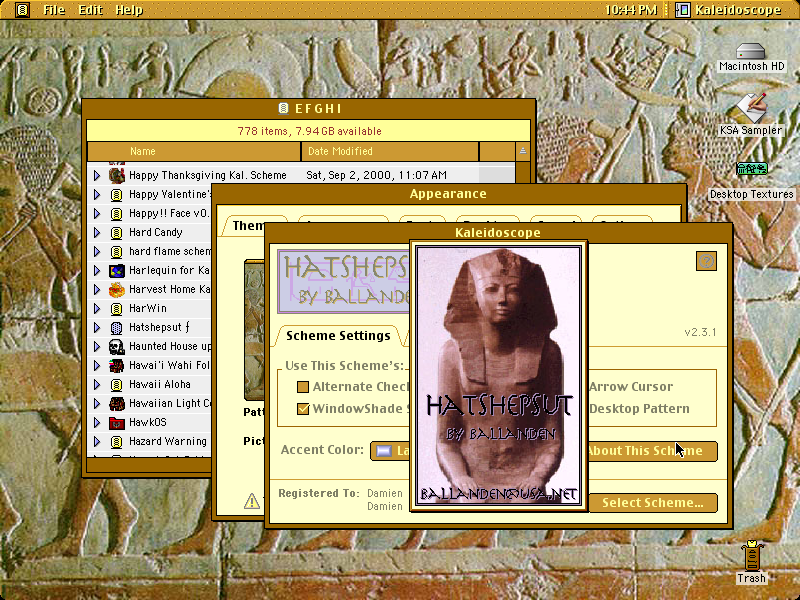 File Edit Help
10:44 PM Kaleidoscope
Macintosh HD
KSA Sampler
Desktop Textures
Trash
E F G H I
778 items, 7.94 GB available
Name Date Modified
Happy Thanksgiving Kal. Scheme Sat, Sep 2, 2000, 11:07 AM
Happy Valentine's
Happy!! Face v0.
Hard Candy
hard flame schem
Harlequin for Ka
Harvest Home Ka
HarWin
Hatshepsut ƒ
Haunted House up
Hawai'i Wahi Fol
Hawaii Aloha
Hawaiian Light Co
HawkOS
Hazard Warning
Appearance
Them
Patt
Pict
Kaleidoscope
HATSHEPS
BY BALLANDE
v2.3.1
Scheme Settings
Use This Scheme's:
Alternate Chec
Arrow Cursor
WindowShade S
Desktop Pattern
Accent Color:
La
About This Scheme
Registered To: Damien
Damien
Select Scheme...
HATSHEPSUT
BY BALLANDEN
BALLANDEN@USA.NET